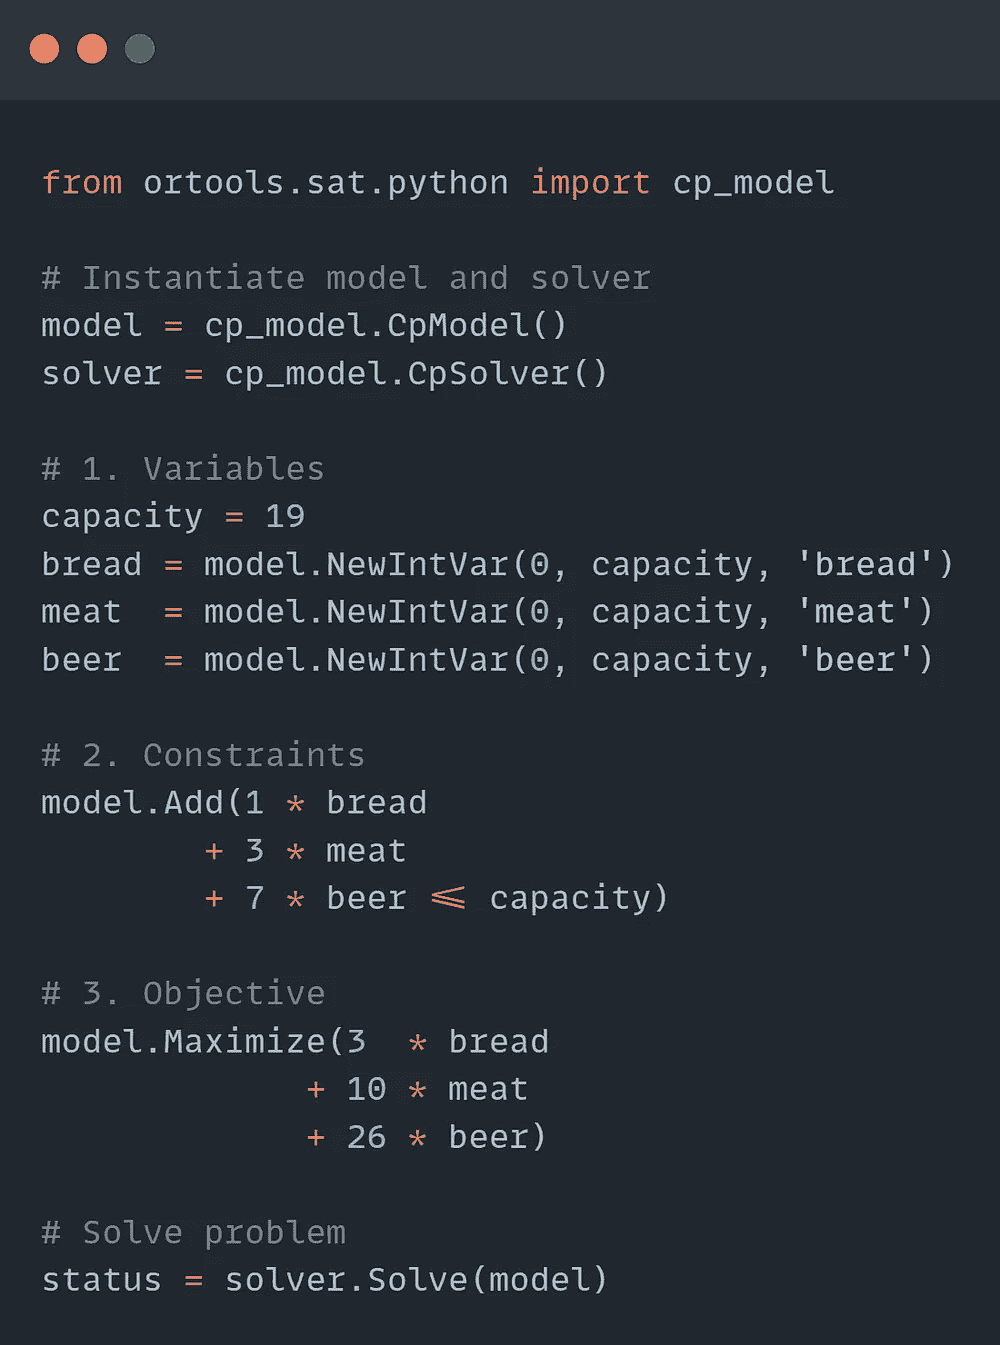 from ortools.sat.python import cp_model
# Instantiate model and solver
model = cp_model.CpModel()
solver = cp_model.CpSolver()
# 1. Variables
capacity = 19
bread = model.NewIntVar(0, capacity, 'bread')
meat  = model.NewIntVar(0, capacity, 'meat')
beer  = model.NewIntVar(0, capacity, 'beer')
# 2. Constraints
model.Add(1 * bread
        + 3 * meat
        + 7 * beer ⩽ capacity)
# 3. Objective
model.Maximize(3  * bread
             + 10 * meat
             + 26 * beer)
# Solve problem
status = solver.Solve(model)